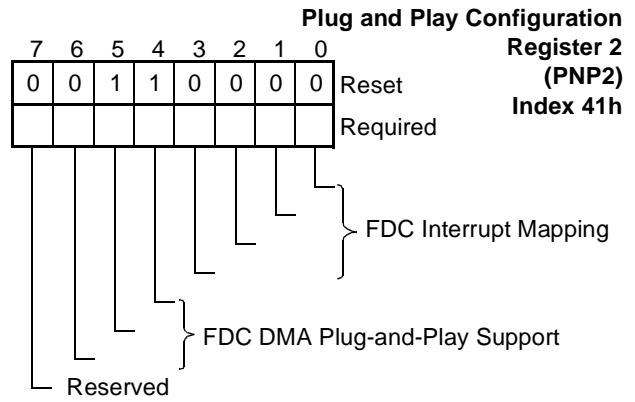 Plug and Play Configuration
Register 2
(PNP2)
Index 41h
7 6 5 4 3 2 1 0
0 0 1 1 0 0 0 0 Reset
Required
FDC Interrupt Mapping
FDC DMA Plug-and-Play Support
Reserved